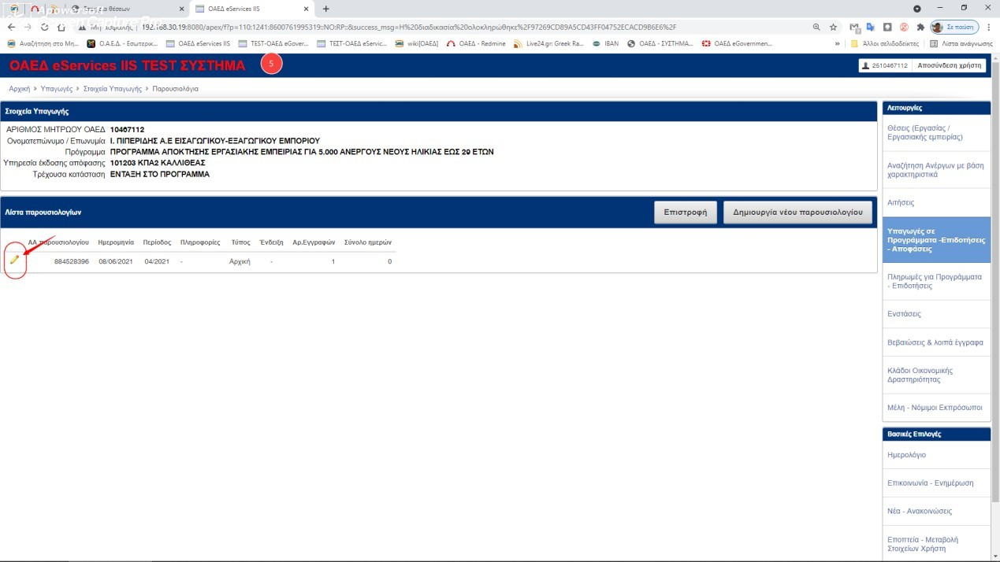 Apowersoft
Screen Capture Pro
ΟΑΕΔ eServices IIS
192.168.30.19:8080/apex/f?p=110:1241:8600761995319:NO:RP:&success_msg=Η%20διαδικασία%20ολοκληρώθηκε%2F97269CD89A5CD43FF04752ECACD9B6E6%2F
Σε παύση
Αναζήτηση στο Μη...
Ο.Α.Ε.Δ. - Εσωτερικ...
ΟΑΕΔ eServices IIS
TEST-ΟΑΕΔ eGover...
TEST-ΟΑΕΔ eServic...
wiki[ΟΑΕΔ]
ΟΑΕΔ - Redmine
Live24.gr: Greek Ra...
IBAN
ΟΑΕΔ - ΣΥΣΤΗΜΑ...
ΟΑΕΔ eGovernmen...
» Άλλοι σελιδοδείκτες
Λίστα ανάγνωσης
ΟΑΕΔ eServices IIS TEST ΣΥΣΤΗΜΑ 5
2510467112 Αποσύνδεση χρήστη
Αρχική > Υπαγωγές > Στοιχεία Υπαγωγής > Παρουσιολόγια
Στοιχεία Υπαγωγής
ΑΡΙΘΜΟΣ ΜΗΤΡΩΟΥ ΟΑΕΔ 10467112
Ονοματεπώνυμο / Επωνυμία Ι. ΠΙΠΕΡΙΔΗΣ Α.Ε ΕΙΣΑΓΩΓΙΚΟΥ-ΕΞΑΓΩΓΙΚΟΥ ΕΜΠΟΡΙΟΥ
Πρόγραμμα ΠΡΟΓΡΑΜΜΑ ΑΠΟΚΤΗΣΗΣ ΕΡΓΑΣΙΑΚΗΣ ΕΜΠΕΙΡΙΑΣ ΓΙΑ 5.000 ΑΝΕΡΓΟΥΣ ΝΕΟΥΣ ΗΛΙΚΙΑΣ ΕΩΣ 29 ΕΤΩΝ
Υπηρεσία έκδοσης απόφασης 101203 ΚΠΑ2 ΚΑΛΛΙΘΕΑΣ
Τρέχουσα κατάσταση ΕΝΤΑΞΗ ΣΤΟ ΠΡΟΓΡΑΜΜΑ
Λίστα παρουσιολογίων
Επιστροφή
Δημιουργία νέου παρουσιολογίου
ΑΑ παρουσιολογίου Ημερομηνία Περίοδος Πληροφορίες Τύπος Ένδειξη Αρ.Εγγραφών Σύνολο ημερών
884528396 08/06/2021 04/2021 - Αρχική - 1 0
Λειτουργίες
Θέσεις (Εργασίας /
Εργασιακής εμπειρίας)
Αναζήτηση Ανέργων με βάση
χαρακτηριστικά
Αιτήσεις
Υπαγωγές σε
Προγράμματα -Επιδοτήσεις
- Αποφάσεις
Πληρωμές για Προγράμματα
- Επιδοτήσεις
Ενστάσεις
Βεβαιώσεις & λοιπά έγγραφα
Κλάδοι Οικονομικής
Δραστηριότητας
Μέλη - Νόμιμοι Εκπρόσωποι
Βασικές Επιλογές
Ημερολόγιο
Επικοινωνία - Ενημέρωση
Νέα - Ανακοινώσεις
Εποπτεία - Μεταβολή
Στοιχείων Χρήστη